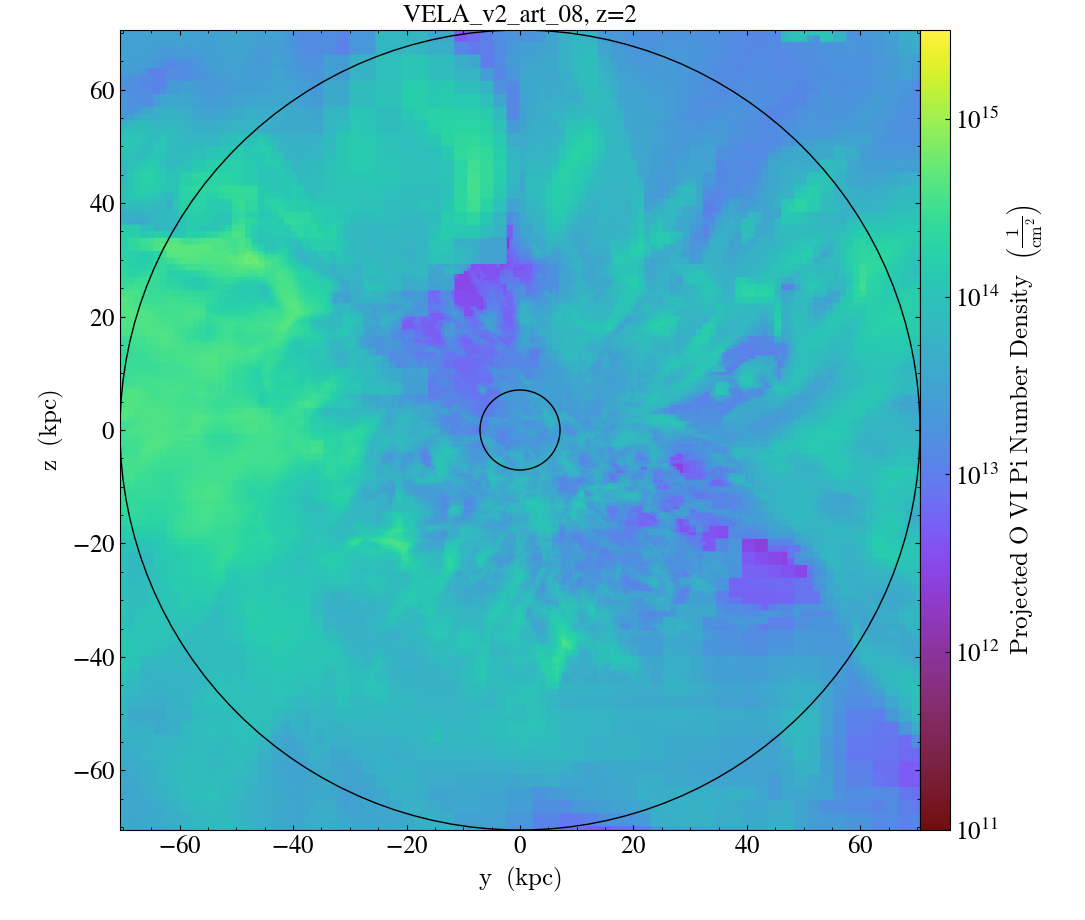 VELA_v2_art_08, z=2
60
40
20
0
−20
−40
−60
z (kpc)
−60 −40 −20 0 20 40 60
y (kpc)
10^15
10^14
10^13
10^12
10^11
Projected O VI Pi Number Density (1/cm^2)